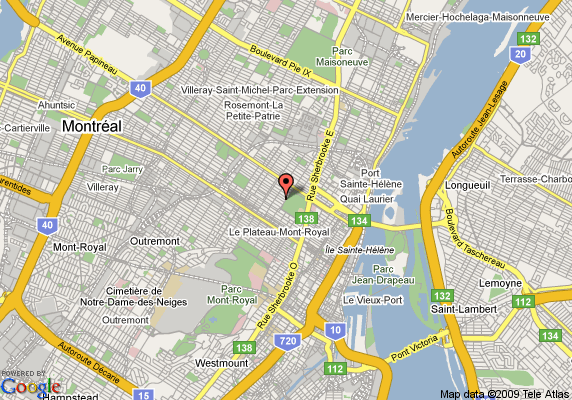 Mercier-Hochelaga-Maisonneuve
132
20
Avenue Papineau
Boulevard Pie IX
Parc
Maisonneuve
40
Villeray-Saint-Michel-Parc-Extension
Ahuntsic
Rosemont-La
Petite-Patrie
-Cartierville
Montréal
Autoroute Jean-Lesage
Rue Sherbrooke E
Parc Jarry
Port
Sainte-Hélène
Terrasse-Charbo
Longueuil
Villeray
Quai Laurier
urentides
138
134
40
Le Plateau-Mont-Royal
Boulevard Taschereau
Mont-Royal
Outremont
Île Sainte-Hélène
Parc
Jean-Drapeau
Cimetière de
Notre-Dame-des-Neiges
Parc
Mont-Royal
Lemoyne
132
112
Le Vieux-Port
Outremont
Rue Sherbrooke O
Saint-Lambert
10
134
720
138
Autoroute Décarie
Westmount
Pont Victoria
112
POWERED BY
Google
15
Hampstead
Map data ©2009 Tele Atlas